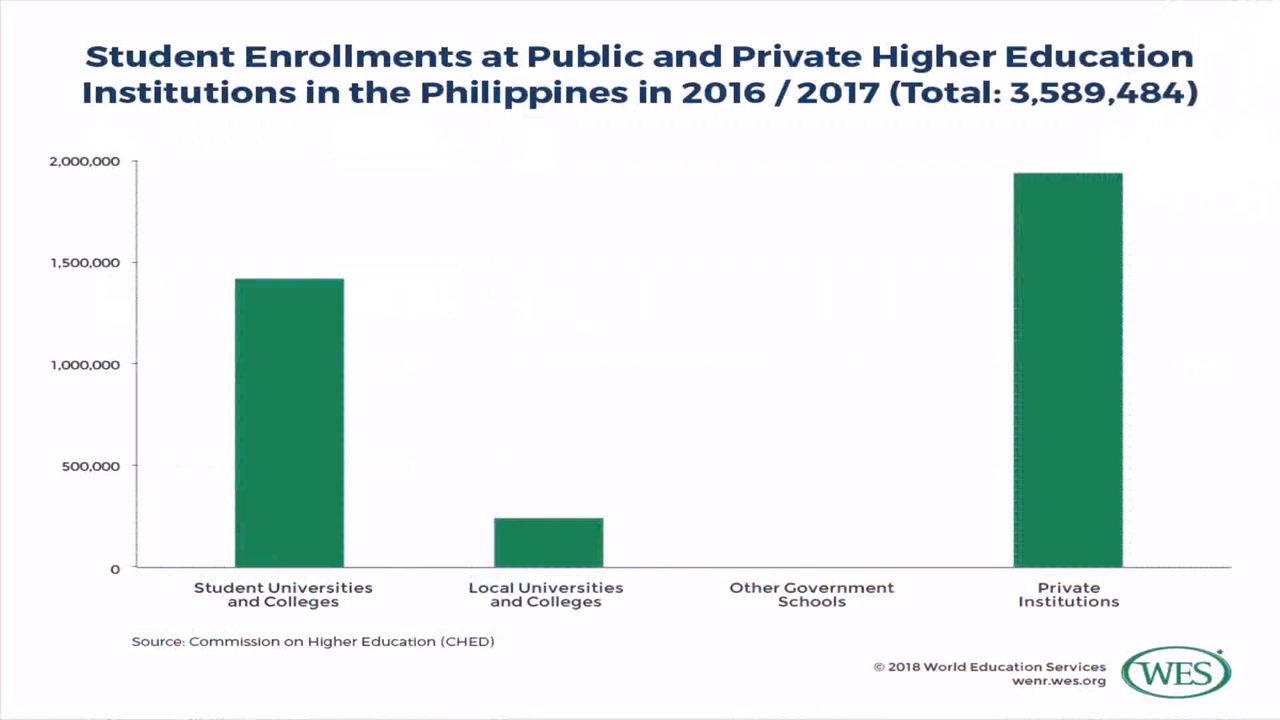 Student Enrollments at Public and Private Higher Education
Institutions in the Philippines in 2016 / 2017 (Total: 3,589,484)
2,000,000
1,500,000
1,000,000
500,000
0
Student Universities
and Colleges
Local Universities
and Colleges
Other Government
Schools
Private
Institutions
Source: Commission on Higher Education (CHED)
© 2018 World Education Services
wenr.wes.org
WES